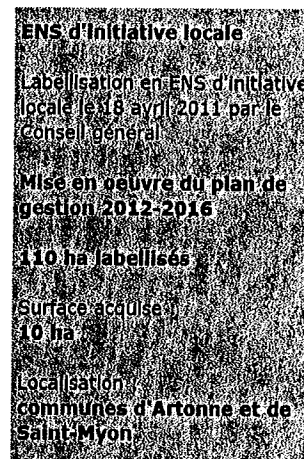 ENS d'initiative locale
Labellisation en ENS d'initiative
locale le 18 avril 2011 par le
Conseil général
Mise en oeuvre du plan de
gestion 2012-2016
110 ha labellisés
Surface acquise :
10 ha
Localisation :
communes d'Artonne et de
Saint-Myon